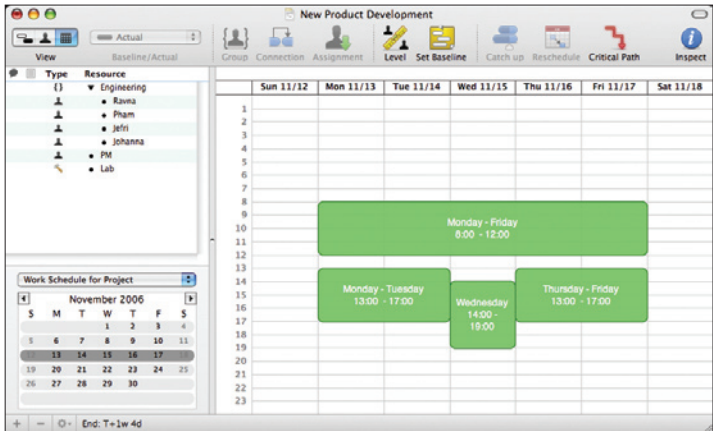 New Product Development
Actual
View Baseline/Actual Group Connection Assignment Level Set Baseline Catch up Reschedule Critical Path Inspect
Type Resource
{} Engineering
Ravna
Pham
Jefri
Johanna
PM
Lab
Work Schedule for Project
November 2006
S M T W T F S
1 2 3 4
5 6 7 8 9 10 11
12 13 14 15 16 17 18
19 20 21 22 23 24 25
26 27 28 29 30
Sun 11/12 Mon 11/13 Tue 11/14 Wed 11/15 Thu 11/16 Fri 11/17 Sat 11/18
1
2
3
4
5
6
7
8
9
10
11
12
13
14
15
16
17
18
19
20
21
22
23
Monday - Friday
8:00 - 12:00
Monday - Tuesday
13:00 - 17:00
Wednesday
14:00 -
19:00
Thursday - Friday
13:00 - 17:00
End: T+1w 4d